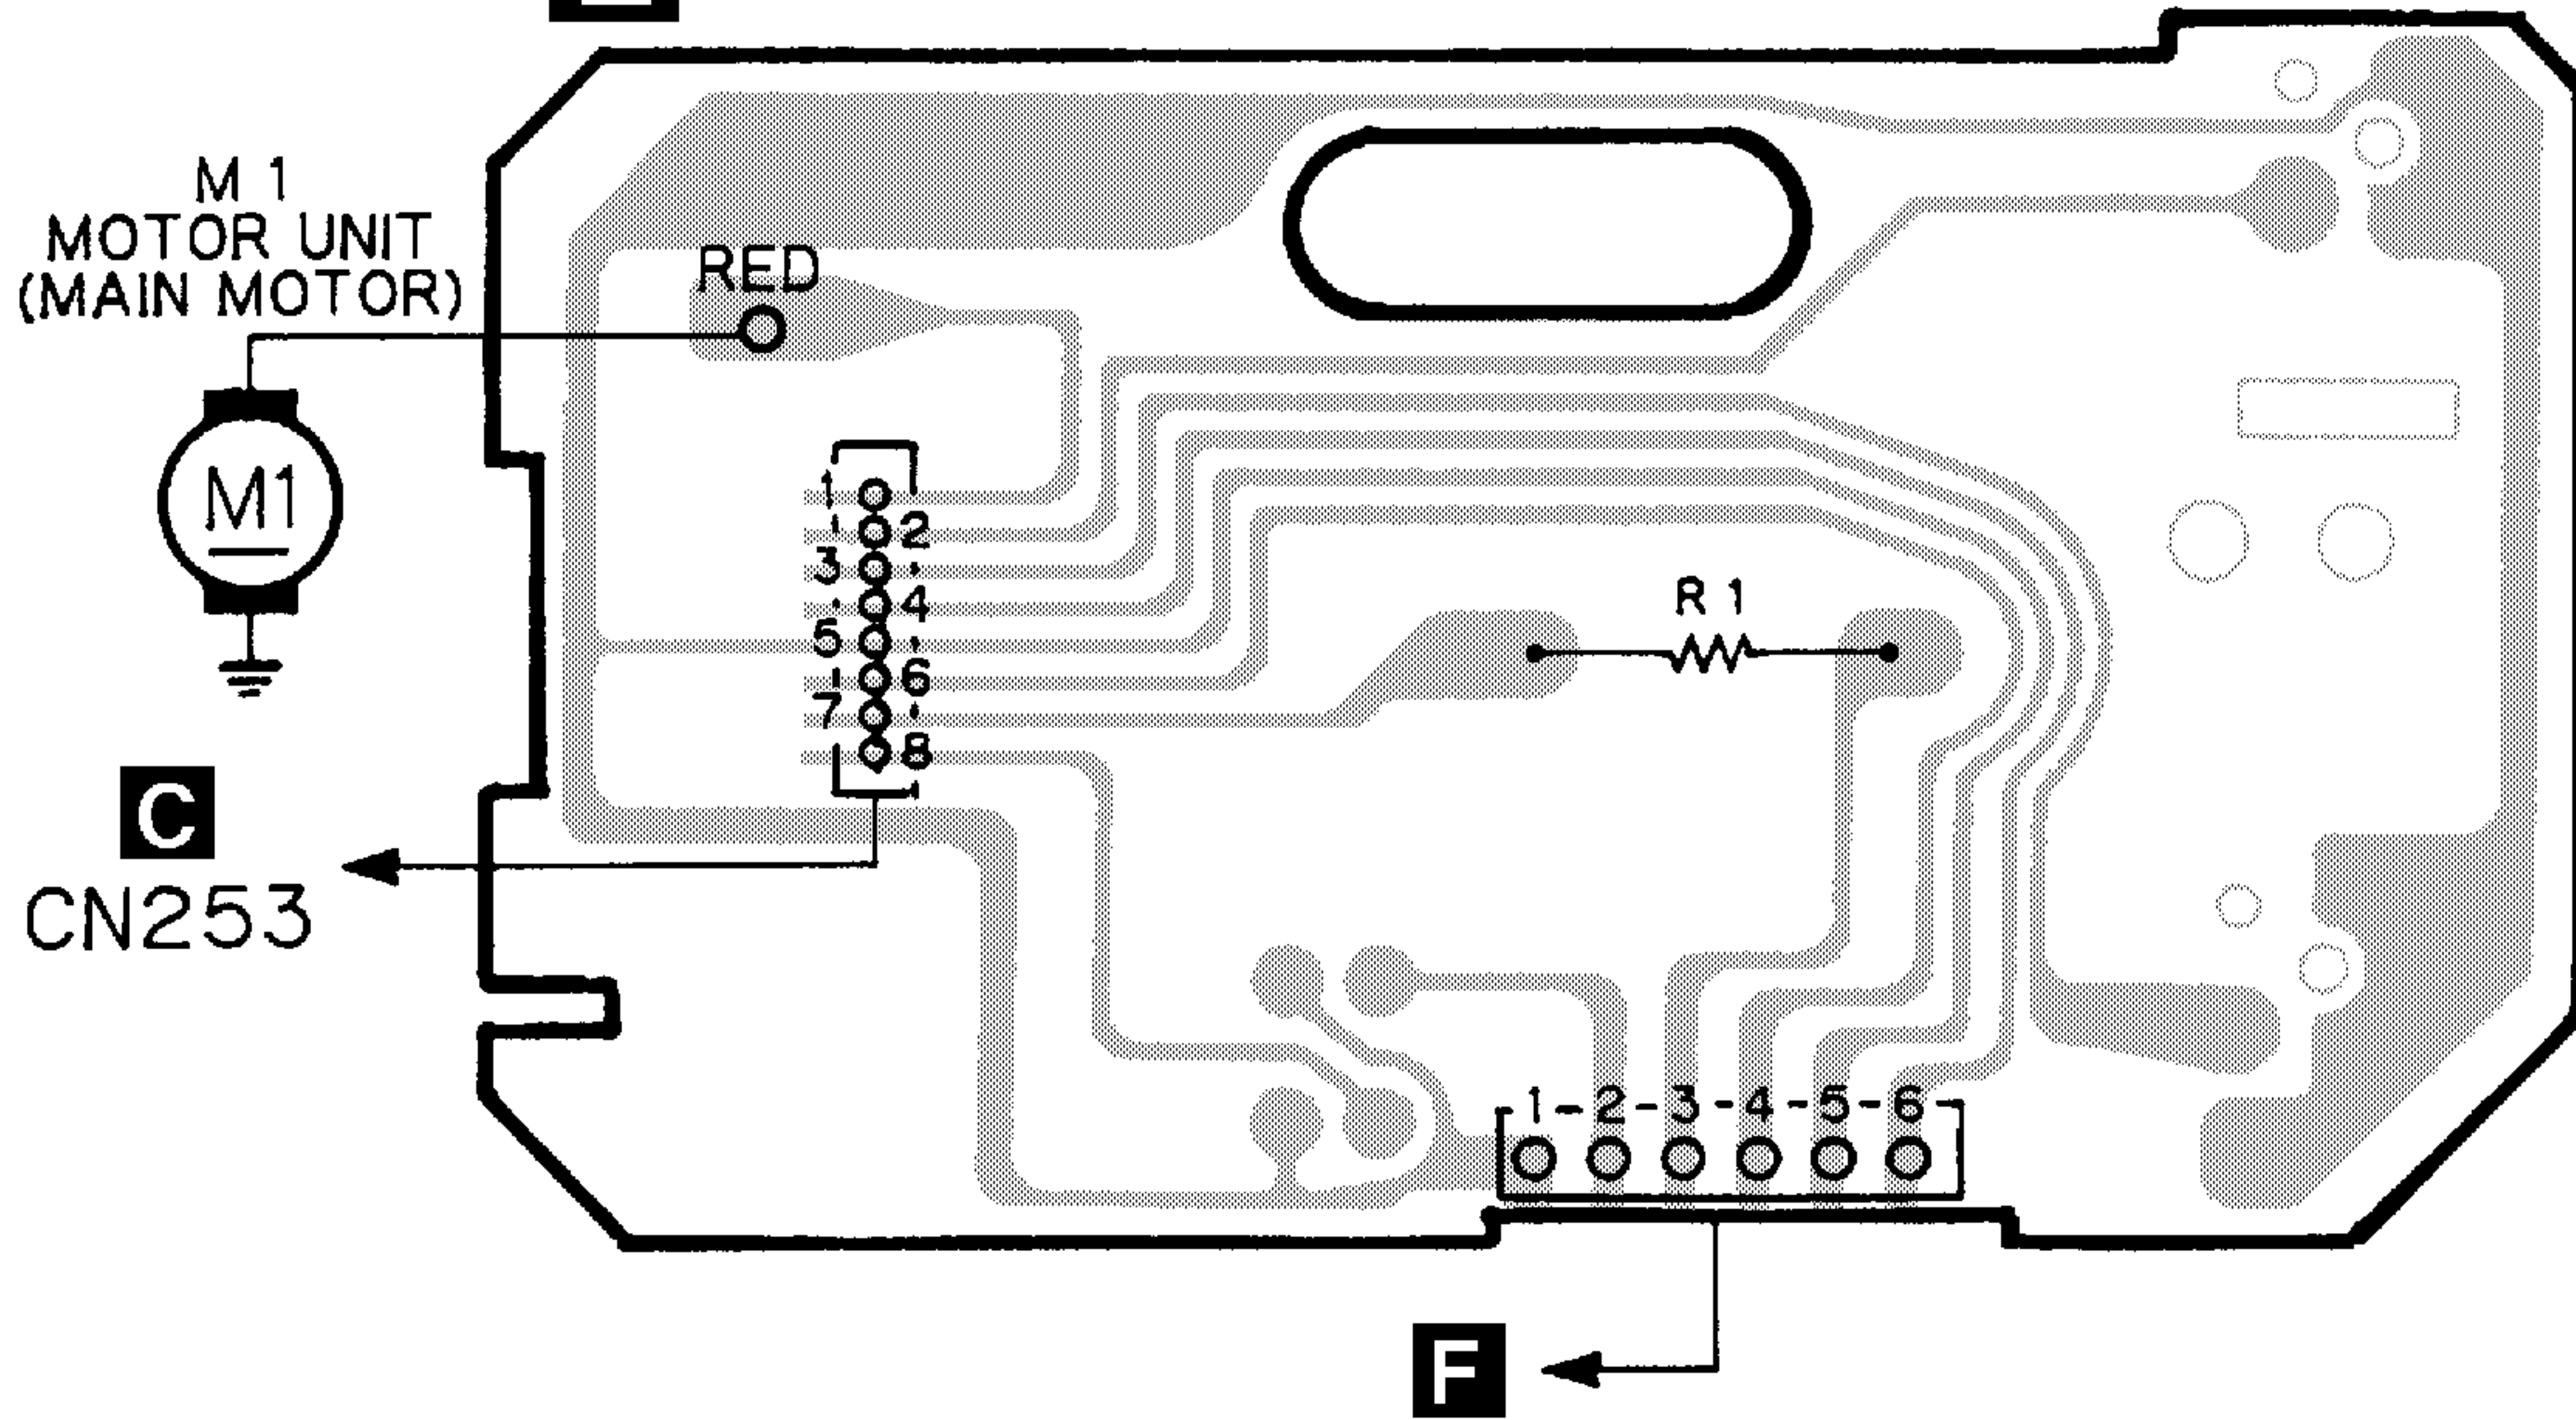 M 1
MOTOR UNIT
(MAIN MOTOR)
RED
M1
1
2
3
4
5
6
7
8
R 1
C
CN253
1-2-3-4-5-6
F